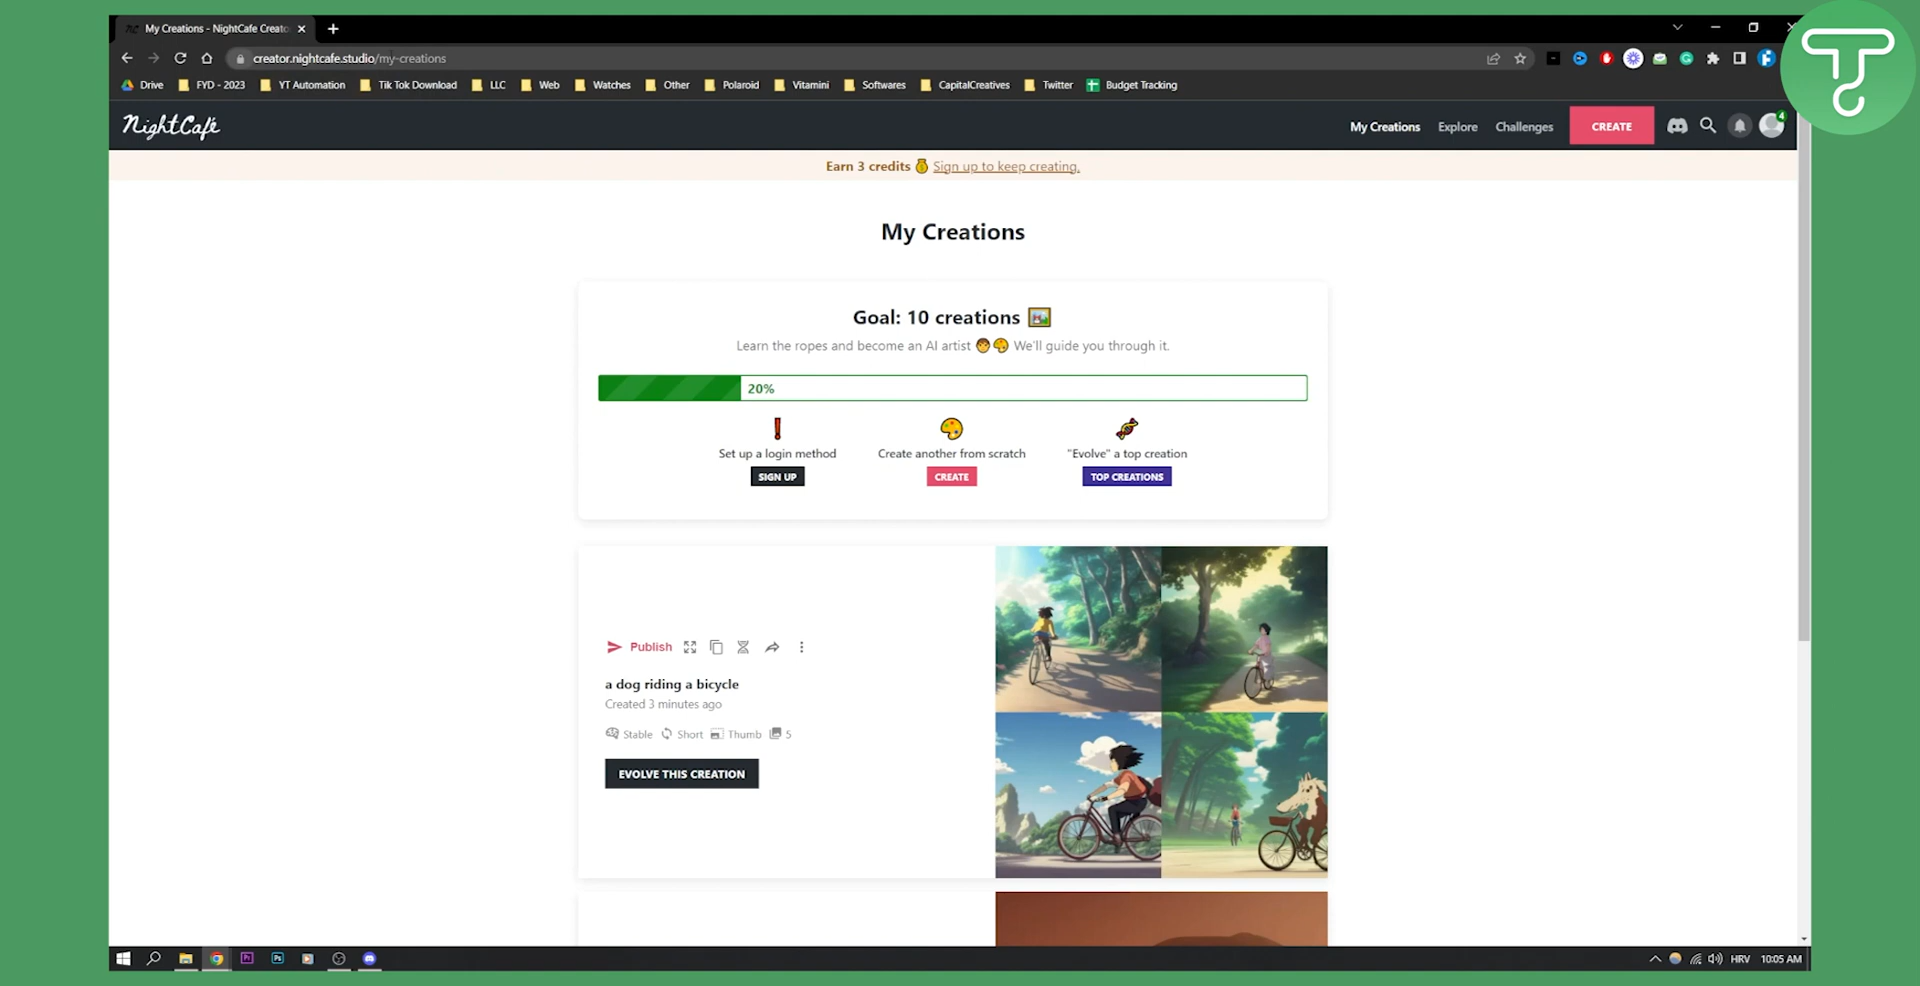 My Creations - NightCafe Creato
creator.nightcafe.studio/my-creations
Drive FYD - 2023 YT Automation Tik Tok Download LLC Web Watches Other Polaroid Vitamini Softwares CapitalCreatives Twitter Budget Tracking
NightCafé My Creations Explore Challenges CREATE 4
Earn 3 credits Sign up to keep creating.
My Creations
Goal: 10 creations
Learn the ropes and become an AI artist We'll guide you through it.
20%
Set up a login method Create another from scratch "Evolve" a top creation
SIGN UP CREATE TOP CREATIONS
Publish
a dog riding a bicycle
Created 3 minutes ago
Stable Short Thumb 5
EVOLVE THIS CREATION
Pr Ps HRV 10:05 AM